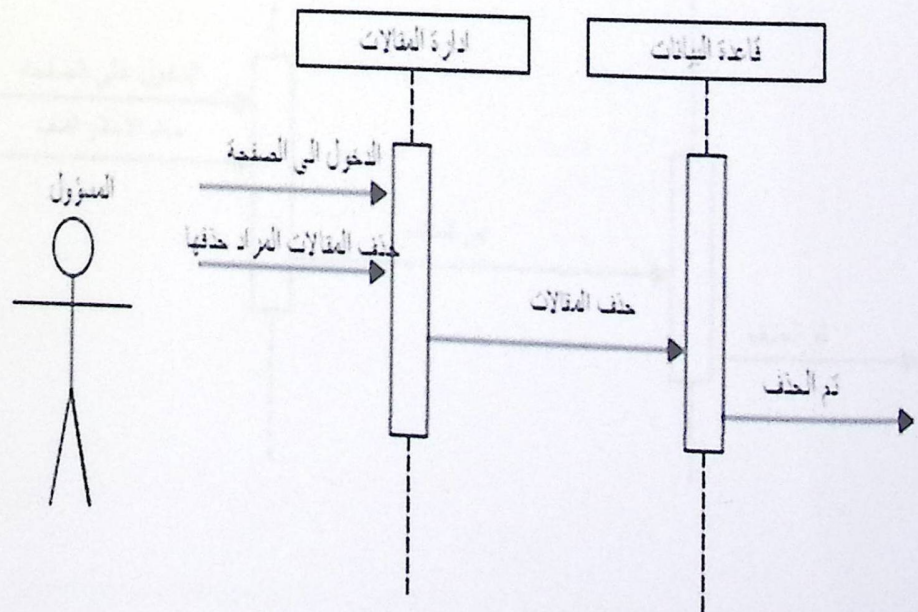 ادارة المقالات
قاعدة البيانات
المسؤول
الدخول الى الصفحة
حذف المقالات المراد حذفها
حذف المقالات
تم الحذف